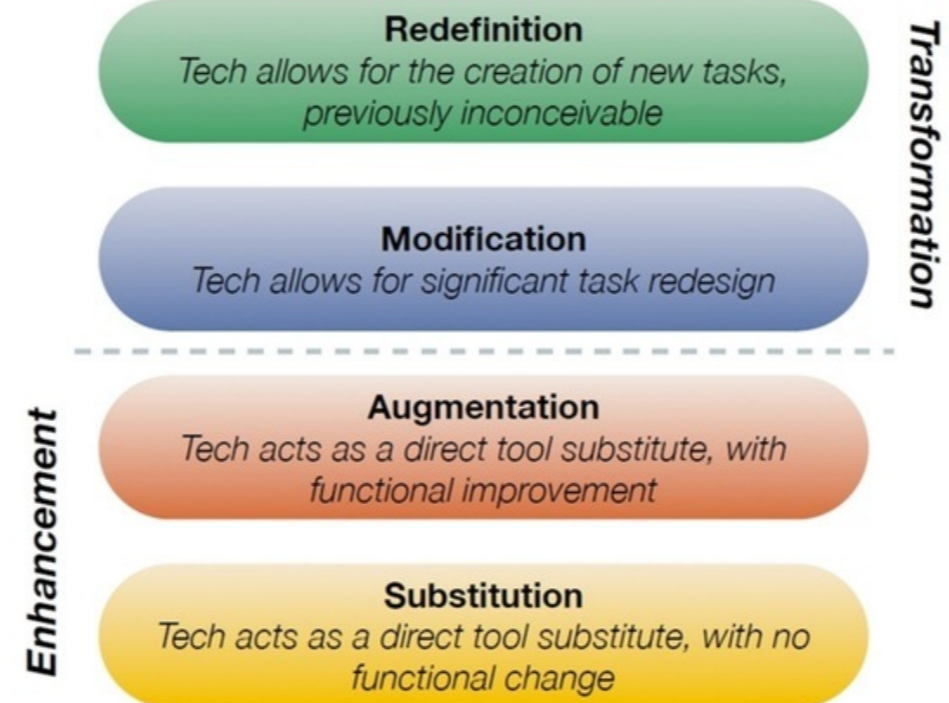 Redefinition
Tech allows for the creation of new tasks,
previously inconceivable
Transformation
Modification
Tech allows for significant task redesign
Augmentation
Tech acts as a direct tool substitute, with
functional improvement
Enhancement
Substitution
Tech acts as a direct tool substitute, with no
functional change